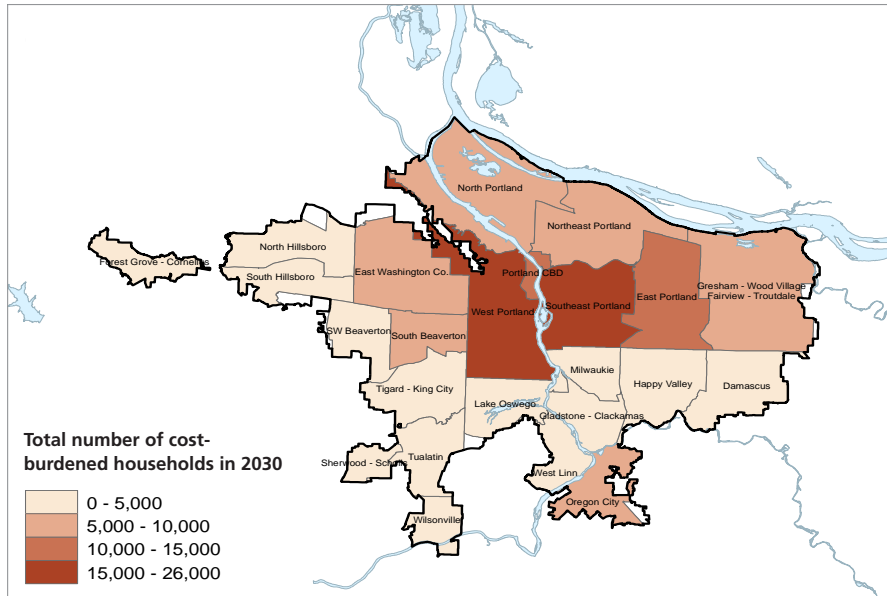 North Portland
Northeast Portland
North Hillsboro
Forest Grove - Cornelius
South Hillsboro
East Washington Co.
Portland CBD
Gresham - Wood Village
Fairview - Troutdale
East Portland
Southeast Portland
West Portland
SW Beaverton
South Beaverton
Milwaukie
Happy Valley
Damascus
Tigard - King City
Lake Oswego
Gladstone - Clackamas
Total number of cost-
burdened households in 2030
Sherwood - Scholls
Tualatin
West Linn
Oregon City
Wilsonville
0 - 5,000
5,000 - 10,000
10,000 - 15,000
15,000 - 26,000